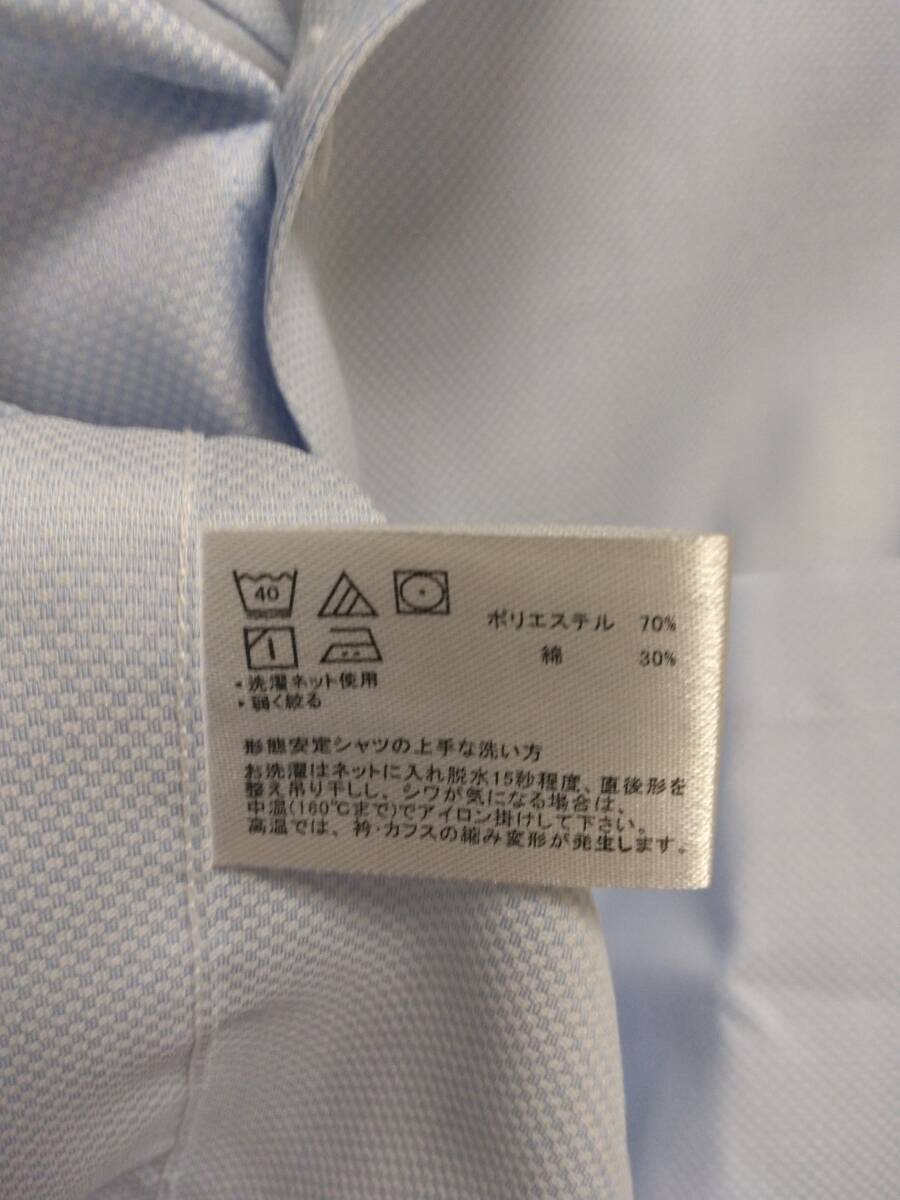 40
ポリエステル 70%
綿 30%
・洗濯ネット使用
・弱く絞る
形態安定シャツの上手な洗い方
お洗濯はネットに入れ脱水15秒程度、直後形を
整え吊り干しし、シワが気になる場合は、
中温(160℃まで)でアイロン掛けして下さい。
高温では、衿・カフスの縮み変形が発生します。